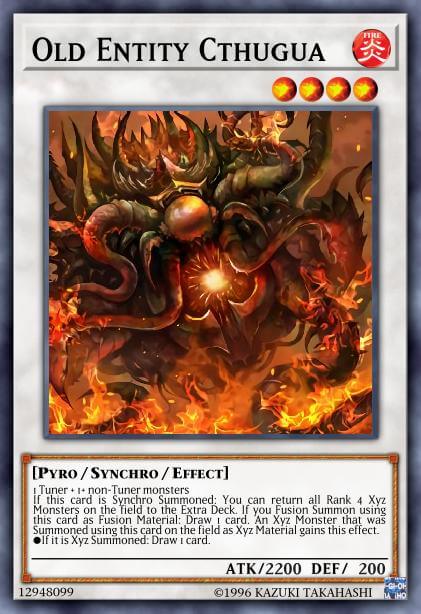 OLD ENTITY CTHUGUA
FIRE
炎
[PYRO / SYNCHRO / EFFECT]
1 Tuner + 1+ non-Tuner monsters
If this card is Synchro Summoned: You can return all Rank 4 Xyz
Monsters on the field to the Extra Deck. If you Fusion Summon using
this card as Fusion Material: Draw 1 card. An Xyz Monster that was
Summoned using this card on the field as Xyz Material gains this effect.
●If it is Xyz Summoned: Draw 1 card.
ATK/2200 DEF/ 200
12948099
©1996 KAZUKI TAKAHASHI